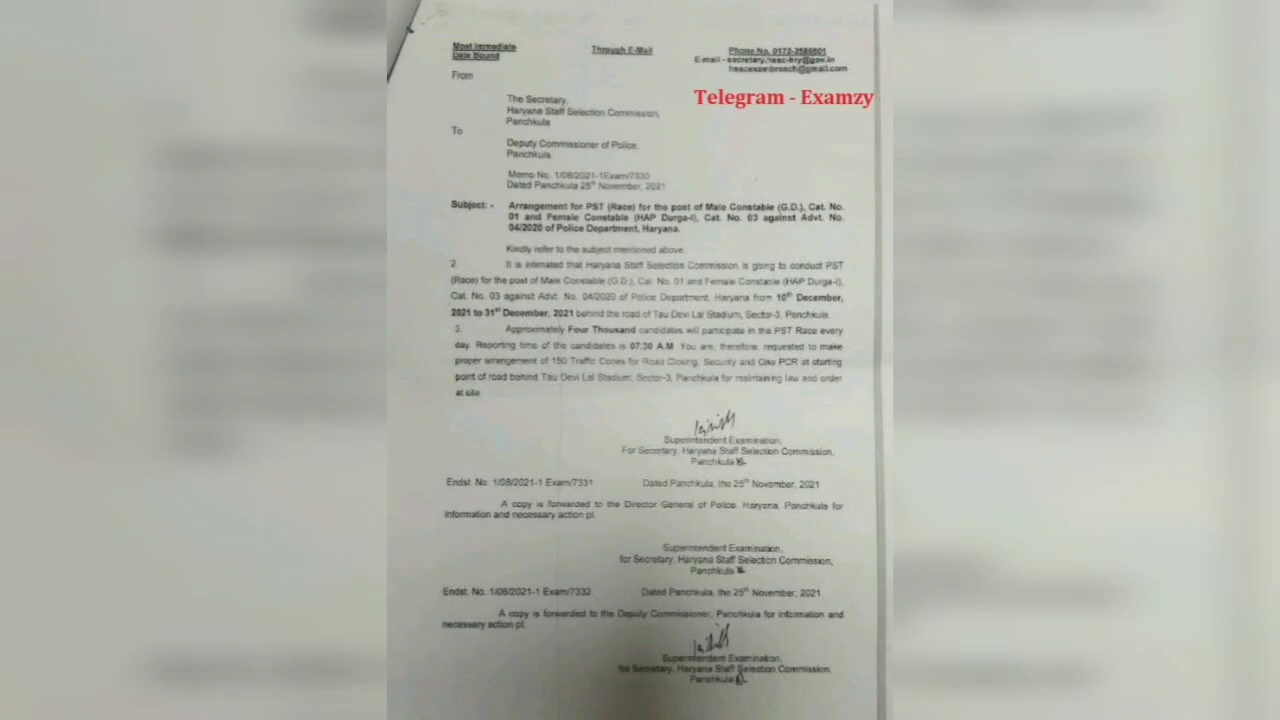 Most Immediate
Date Bound
Through E-Mail
Phone No. 0172-2586501
E-mail - secretary.hssc-hry@gov.in
hsscexambranch@gmail.com
Telegram - Examzy
From
The Secretary,
Haryana Staff Selection Commission,
Panchkula
To
Deputy Commissioner of Police,
Panchkula.
Memo No. 1/08/2021-1Exam/7330
Dated Panchkula 25th November, 2021
Subject: - Arrangement for PST (Race) for the post of Male Constable (G.D.), Cat. No.
01 and Female Constable (HAP Durga-I), Cat. No. 03 against Advt. No.
04/2020 of Police Department, Haryana.
Kindly refer to the subject mentioned above.
2. It is intimated that Haryana Staff Selection Commission is going to conduct PST
(Race) for the post of Male Constable (G.D.), Cat. No. 01 and Female Constable (HAP Durga-I),
Cat. No. 03 against Advt. No. 04/2020 of Police Department, Haryana from 10th December,
2021 to 31st December, 2021 behind the road of Tau Devi Lal Stadium, Sector-3, Panchkula.
3. Approximately Four Thousand candidates will participate in the PST Race every
day. Reporting time of the candidates is 07:30 A.M You are, therefore, requested to make
proper arrangement of 150 Traffic Cones for Road Closing, Security and One PCR at starting
point of road behind Tau Devi Lal Stadium, Sector-3, Panchkula for maintaining law and order
at site.
Superintendent Examination,
For Secretary, Haryana Staff Selection Commission,
Panchkula
Endst. No. 1/08/2021-1 Exam/7331 Dated Panchkula, the 25th November, 2021
A copy is forwarded to the Director General of Police, Haryana, Panchkula for
information and necessary action pl.
Superintendent Examination,
for Secretary, Haryana Staff Selection Commission,
Panchkula
Endst. No. 1/08/2021-1 Exam/7332 Dated Panchkula, the 25th November, 2021
A copy is forwarded to the Deputy Commissioner, Panchkula for information and
necessary action pl.
Superintendent Examination,
for Secretary, Haryana Staff Selection Commission,
Panchkula